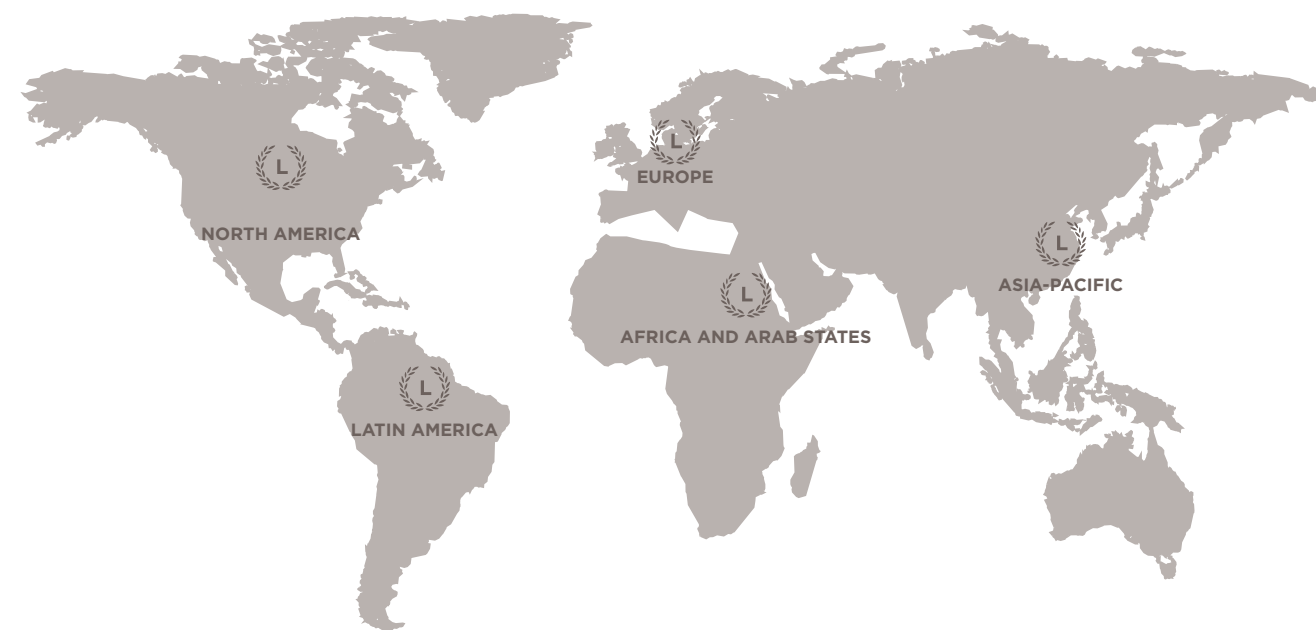 L
EUROPE
L
NORTH AMERICA
L
ASIA-PACIFIC
L
AFRICA AND ARAB STATES
L
LATIN AMERICA